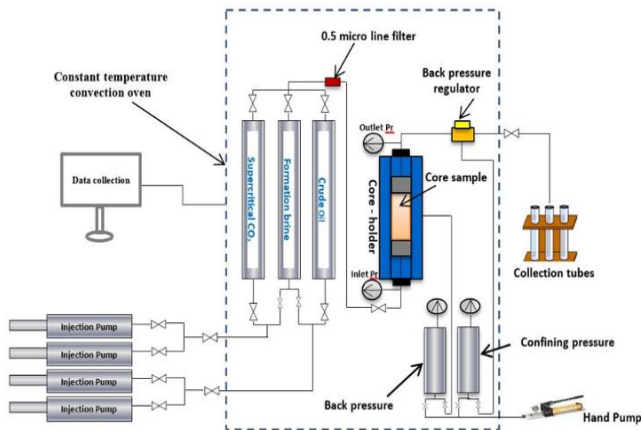 0.5 micro line filter
Constant temperature
convection oven
Back pressure
regulator
Outlet Pr
Data collection
Supercritical CO₂
Formation brine
Crude Oil
Core - holder
Core sample
Inlet Pr
Collection tubes
Injection Pump
Injection Pump
Injection Pump
Injection Pump
Back pressure
Confining pressure
Hand Pump